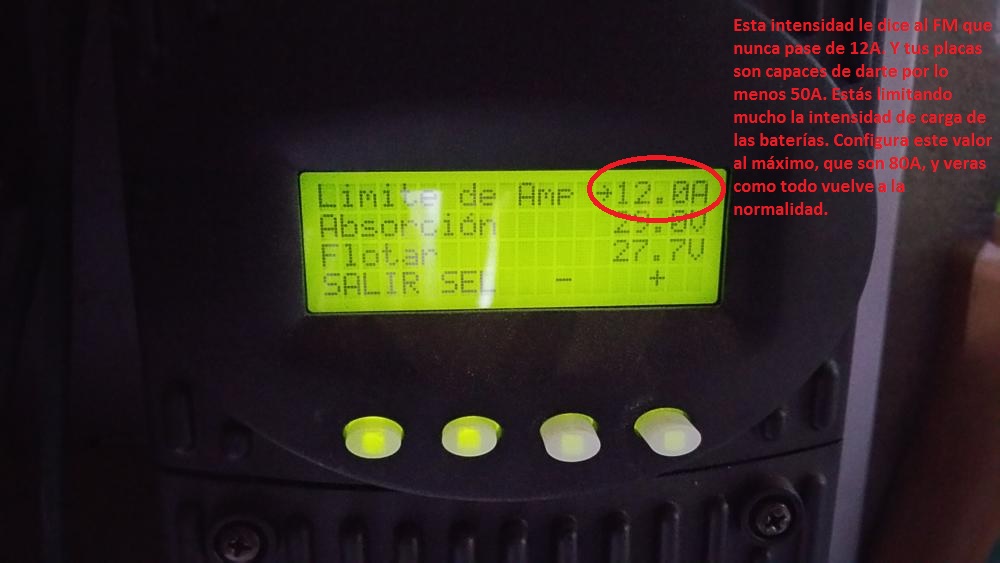 Esta intensidad le dice al FM que
nunca pase de 12A. Y tus placas
son capaces de darte por lo
menos 50A. Estás limitando
mucho la intensidad de carga de
las baterías. Configura este valor
al máximo, que son 80A, y veras
como todo vuelve a la
normalidad.
Limite de Amp →12.0A
Absorción 29.0V
Flotar 27.7V
SALIR SEL - +